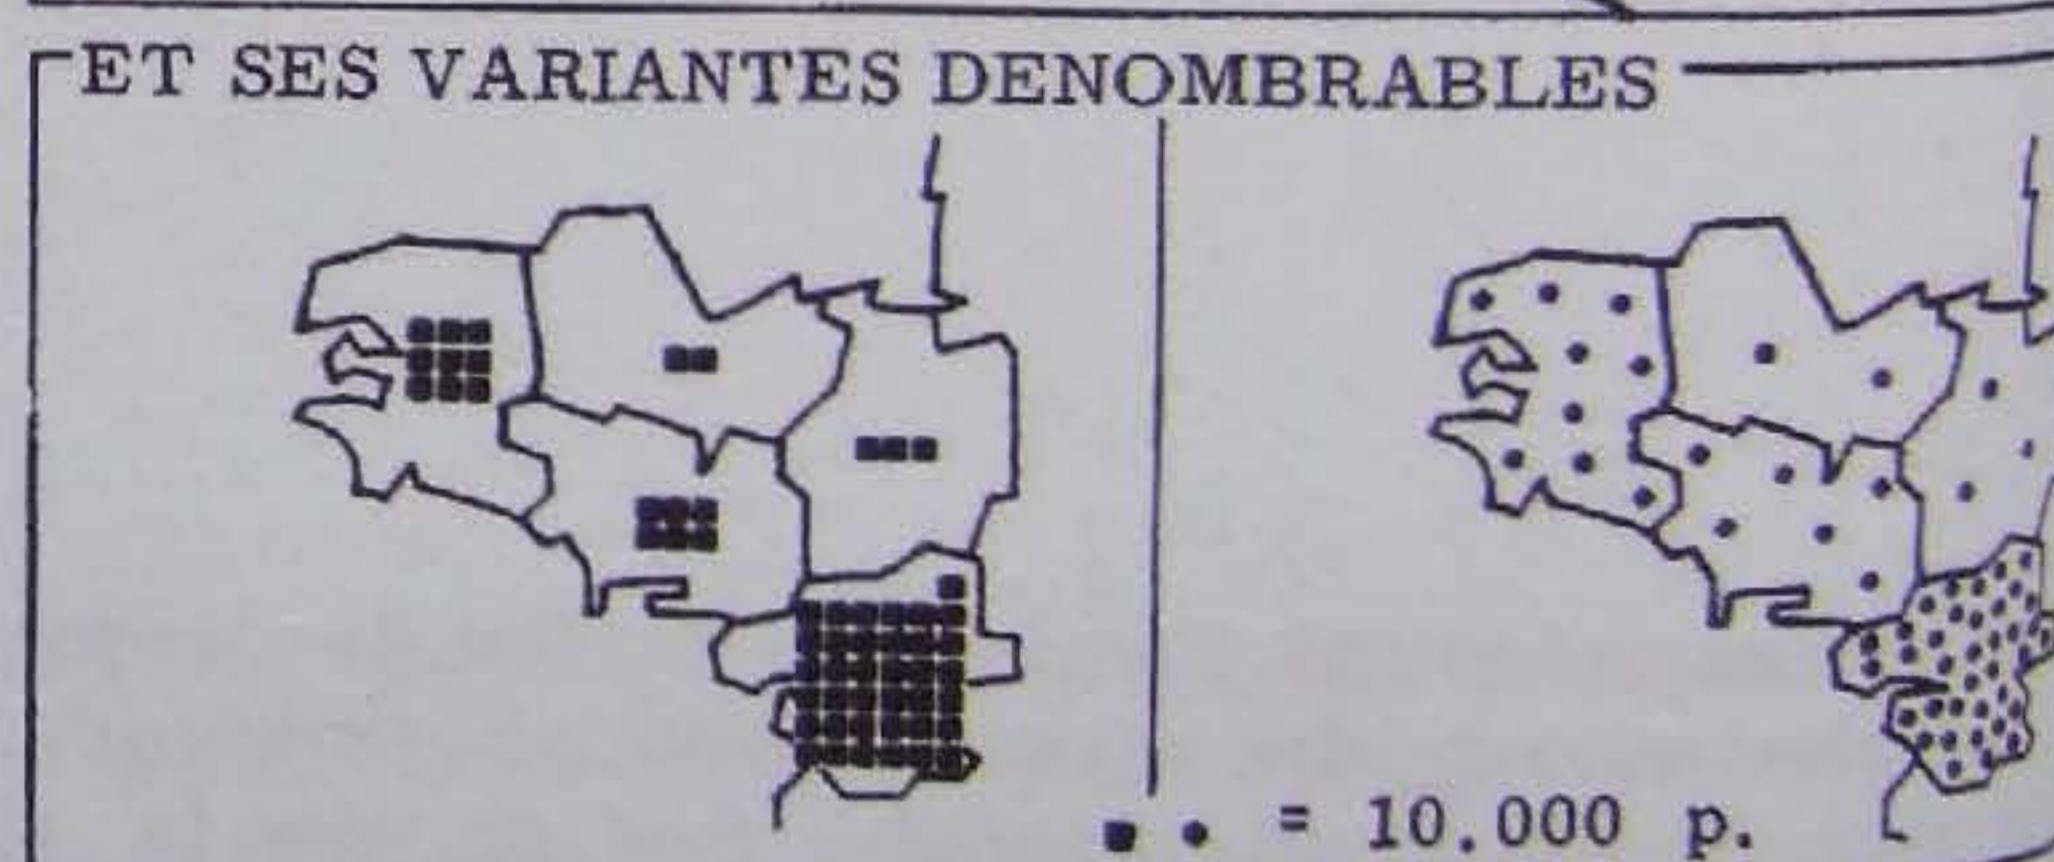 ET SES VARIANTES DENOMBRABLES
= 10.000 p.